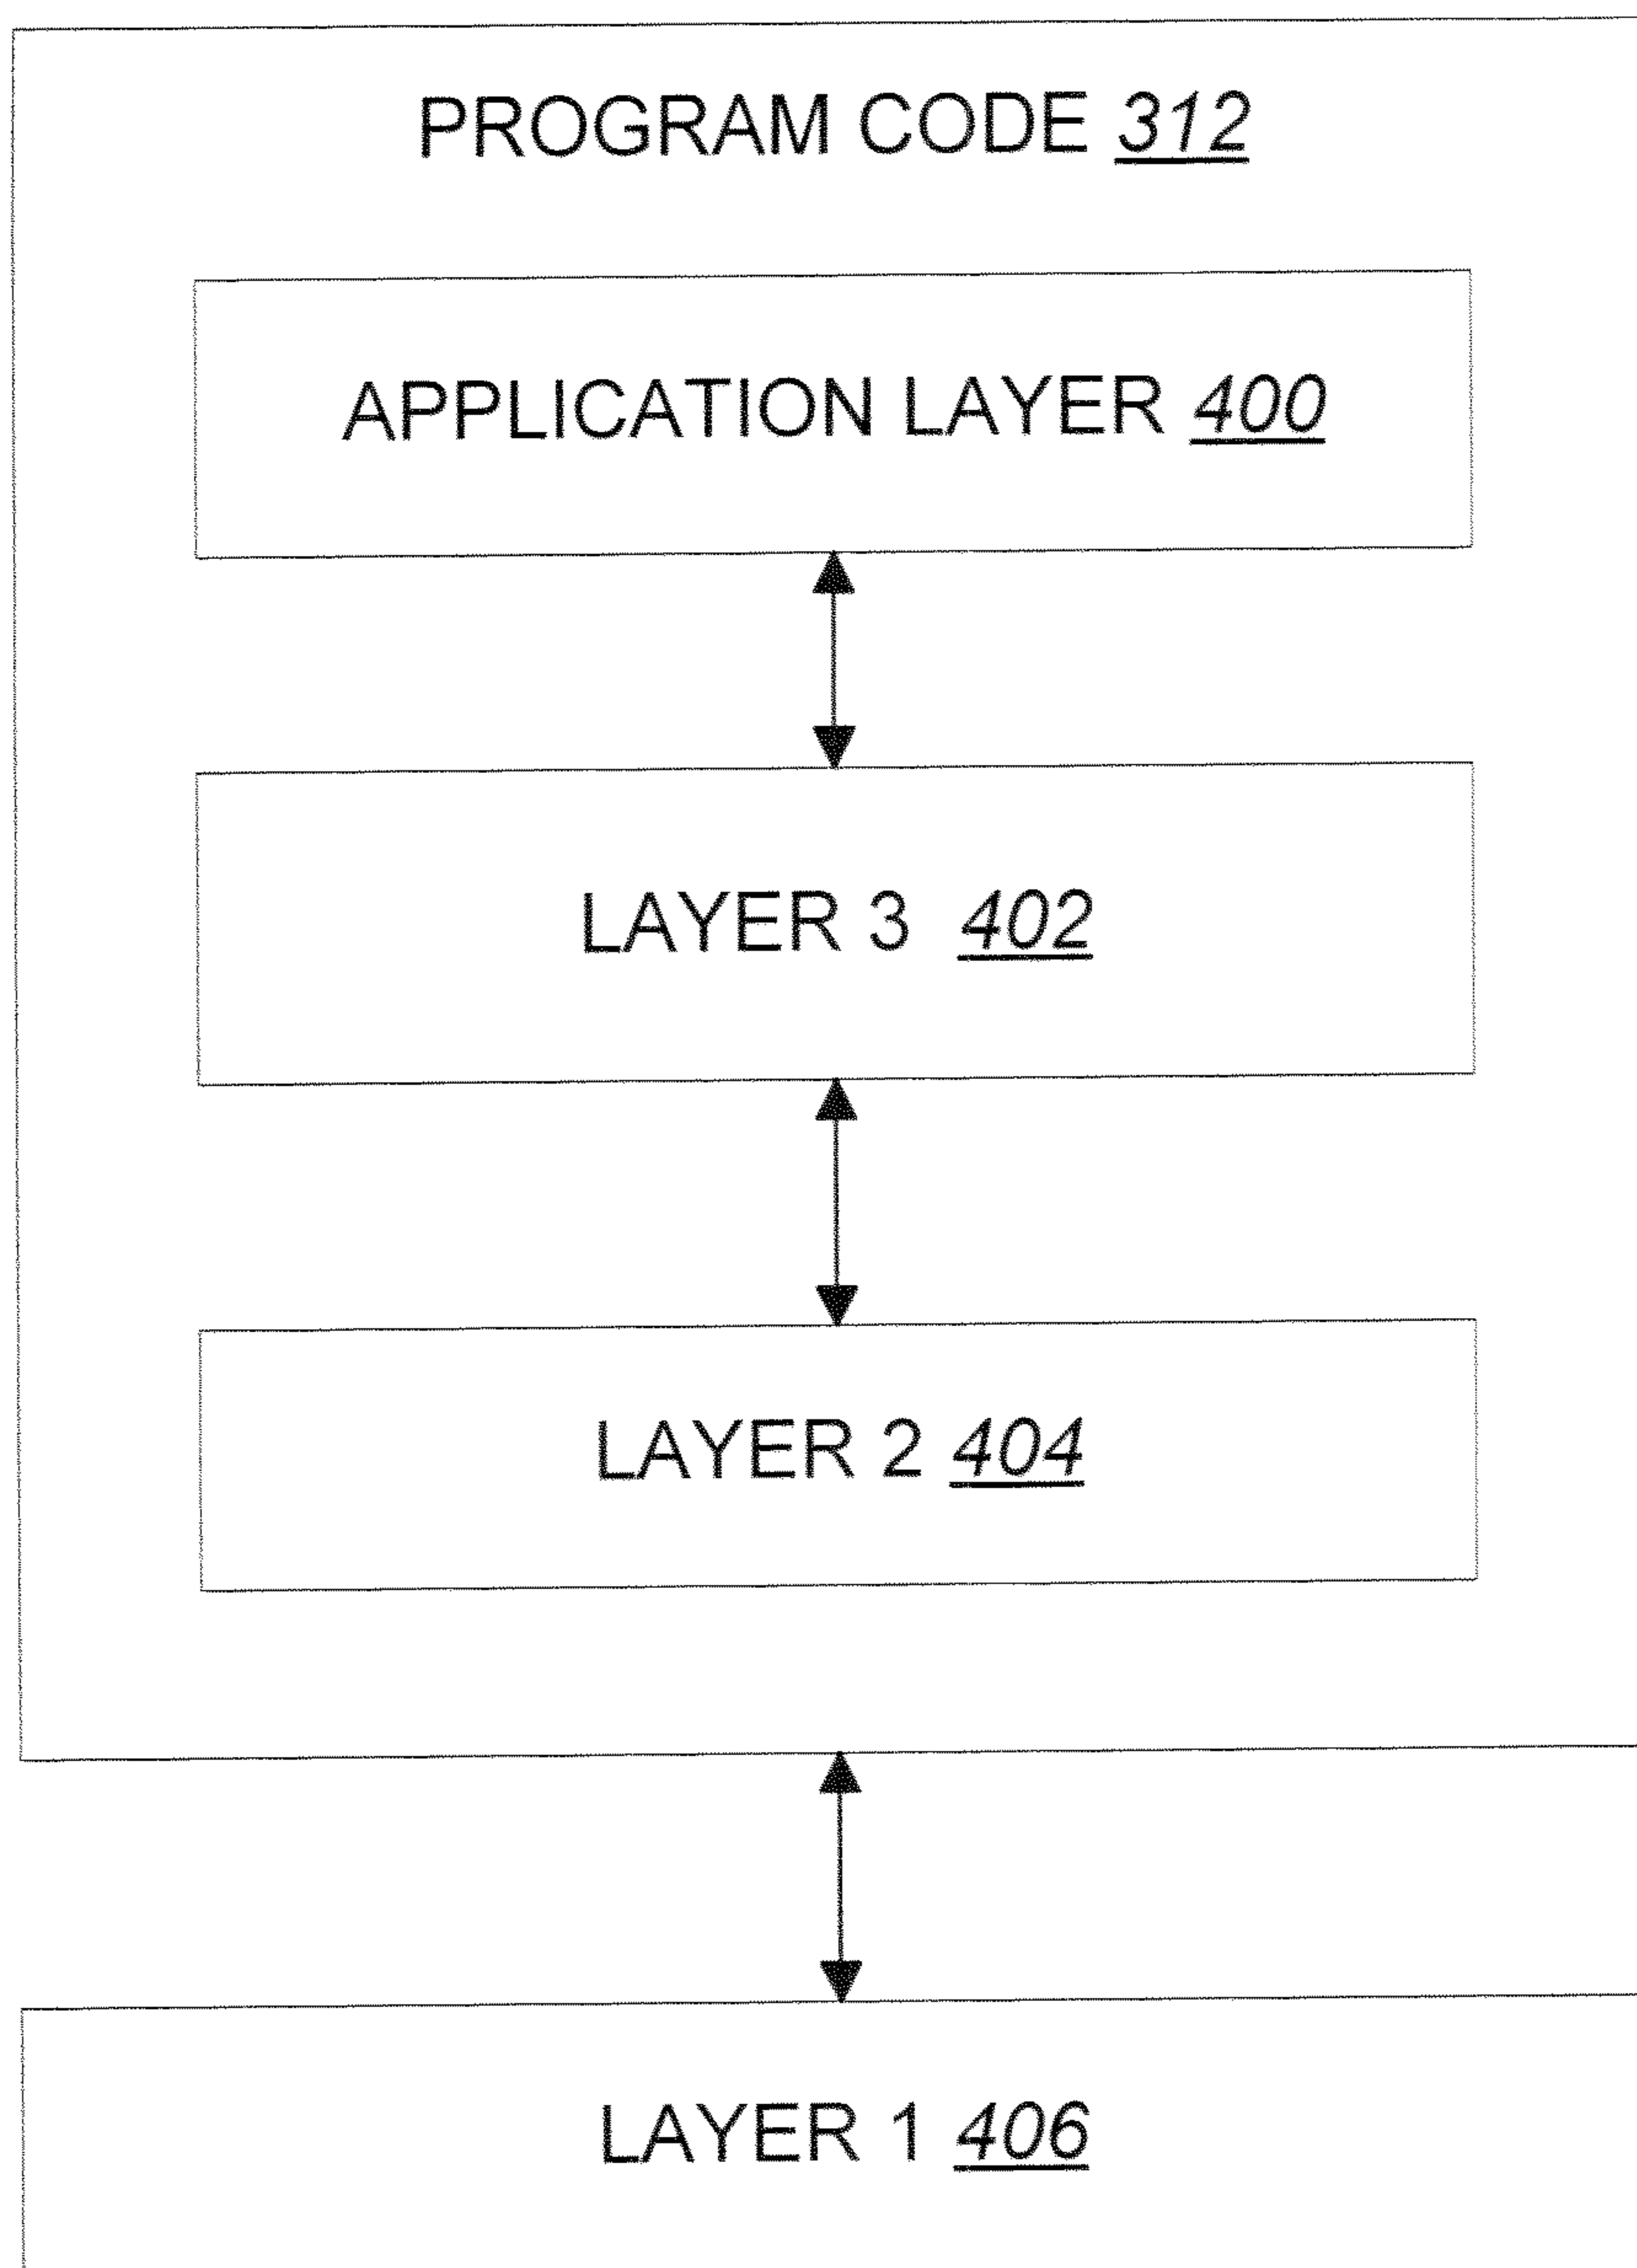 PROGRAM CODE 312
APPLICATION LAYER 400
LAYER 3 402
LAYER 2 404
LAYER 1 406